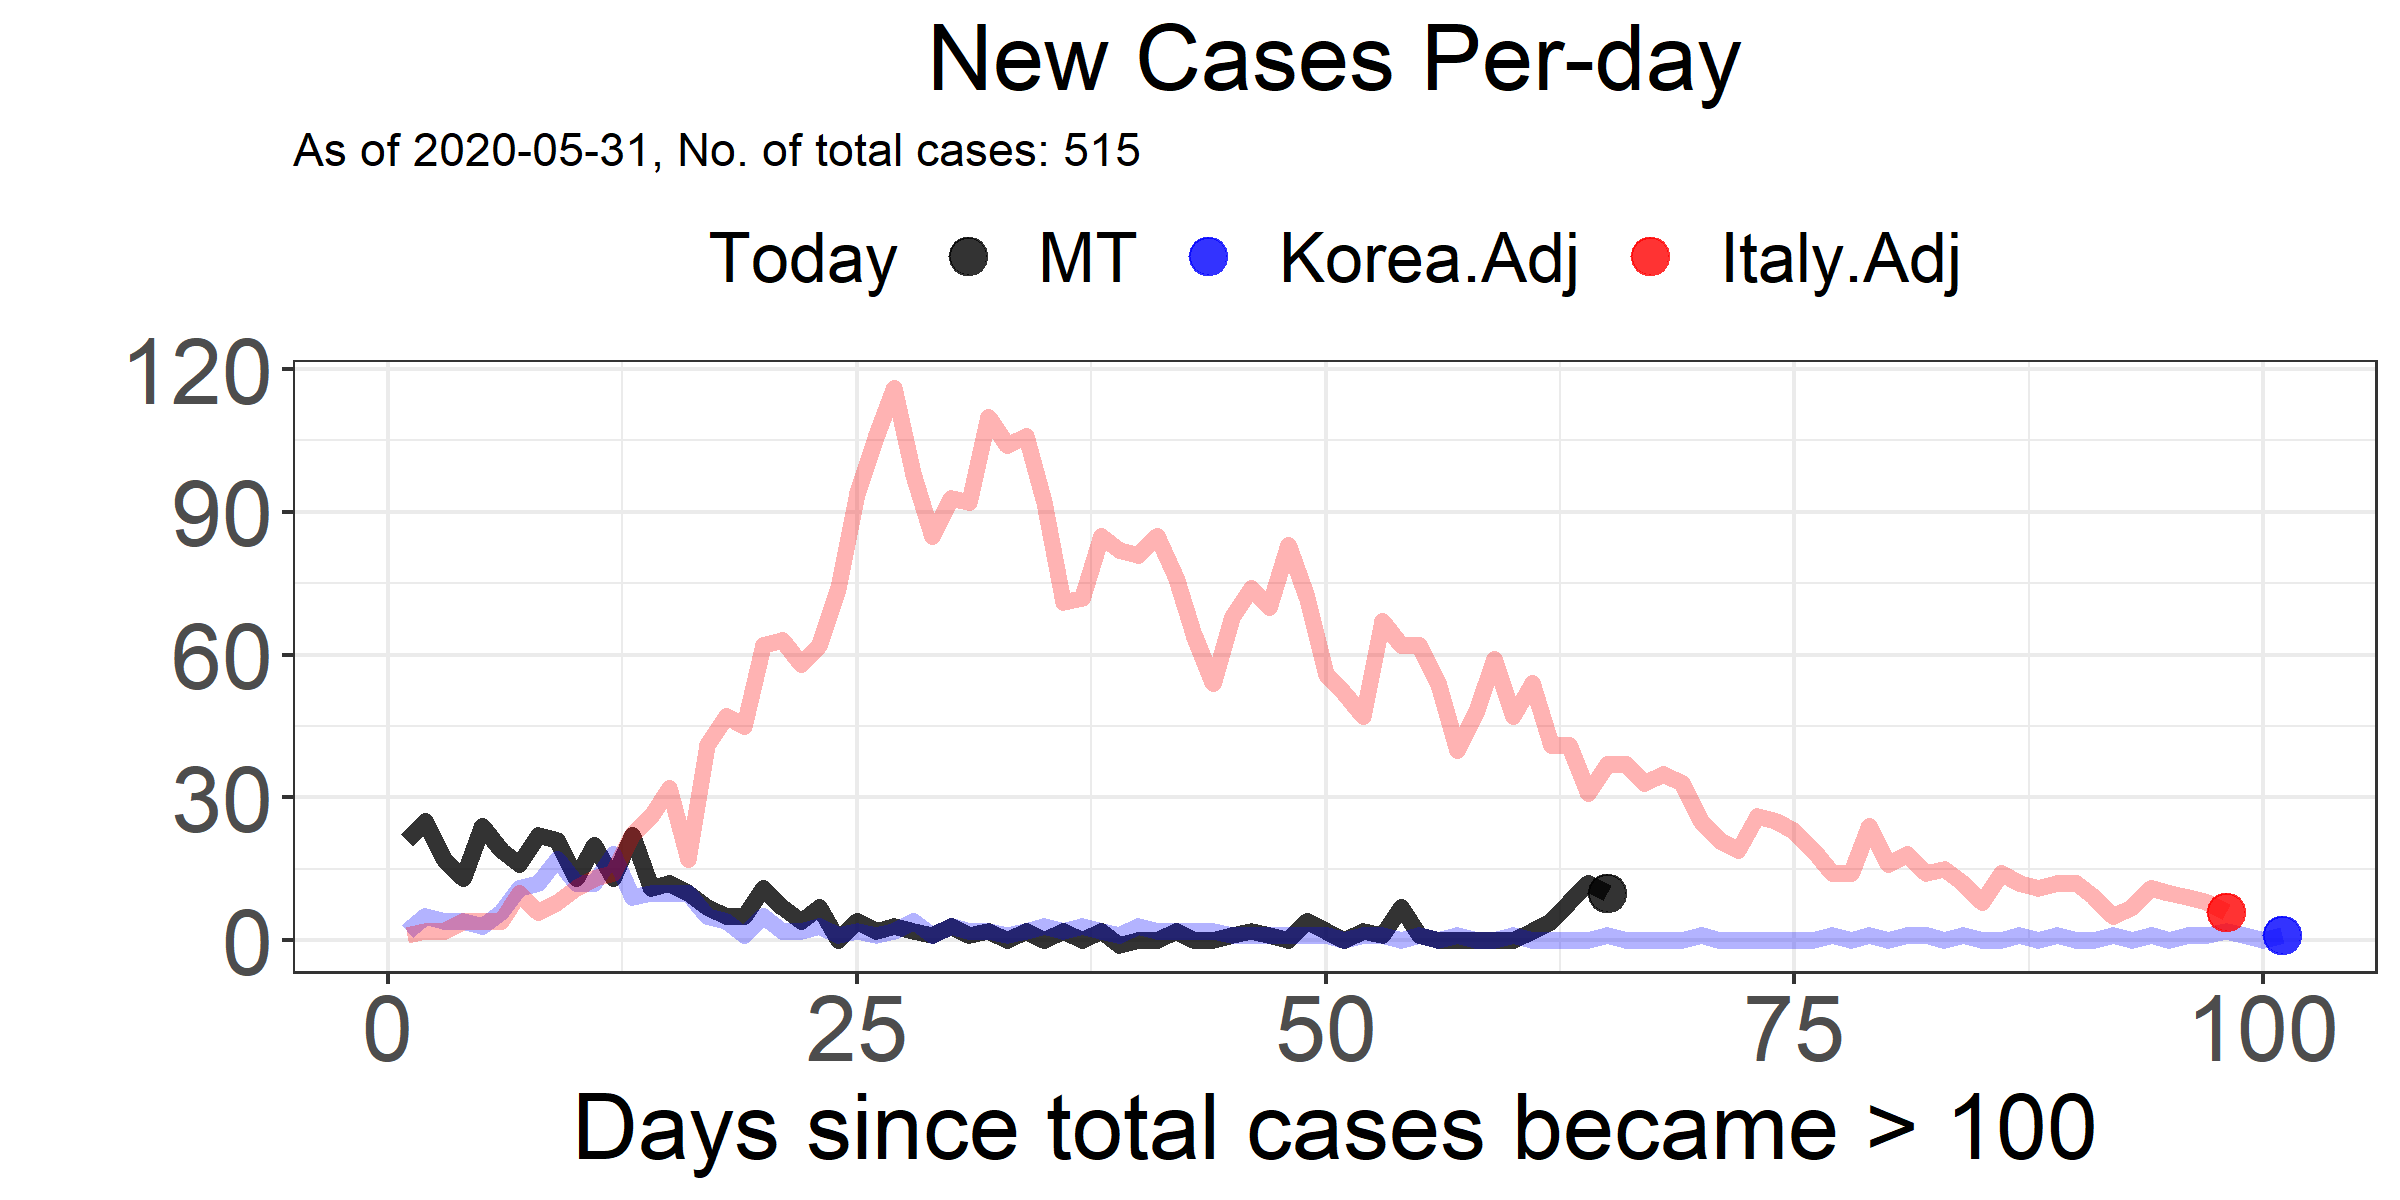 New Cases Per-day
As of 2020-05-31, No. of total cases: 515
Today MT Korea.Adj Italy.Adj
120
90
60
30
0
0 25 50 75 100
Days since total cases became > 100